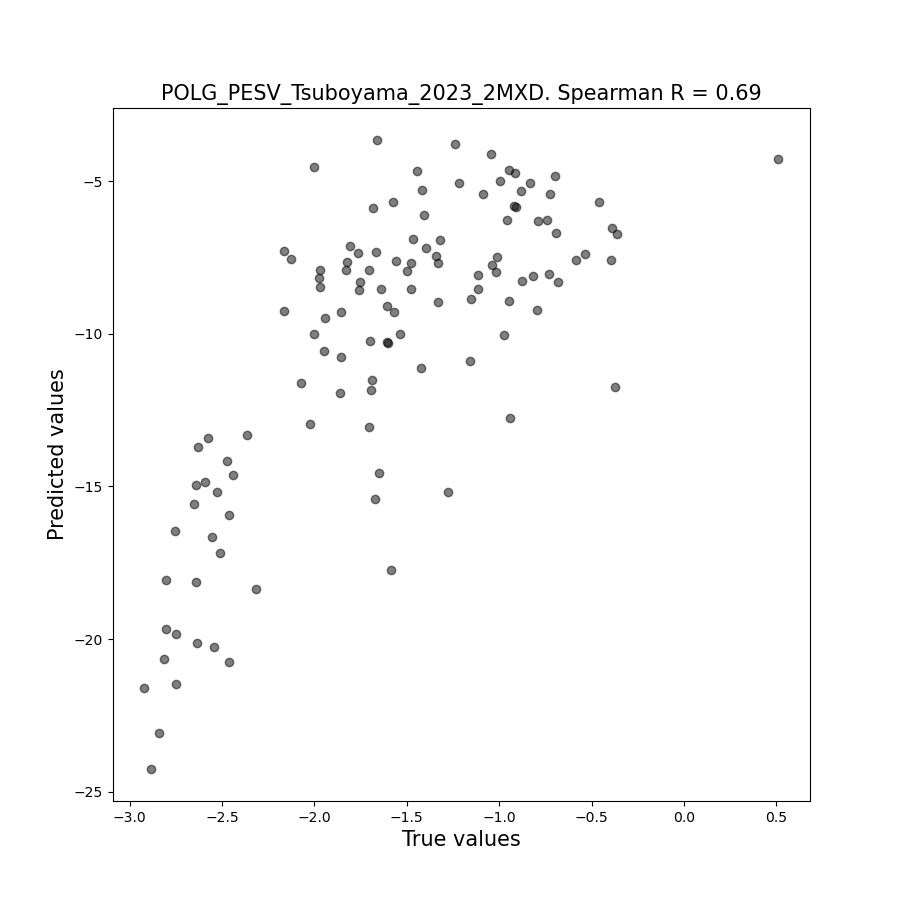 POLG_PESV_Tsuboyama_2023_2MXD. Spearman R = 0.69
−5
−10
−15
−20
−25
Predicted values
−3.0 −2.5 −2.0 −1.5 −1.0 −0.5 0.0 0.5
True values